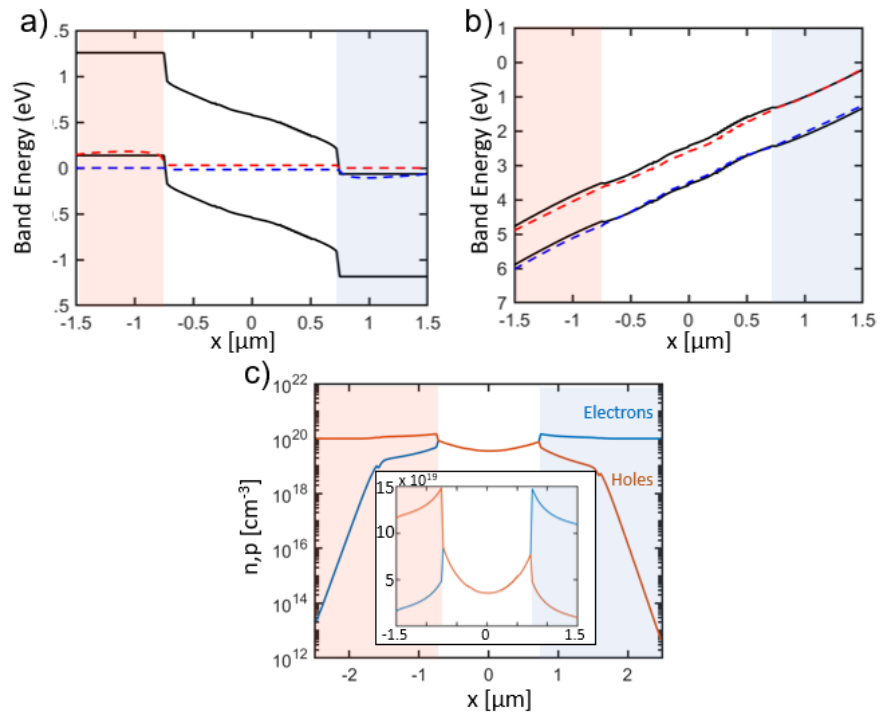 a)
.5
1
.5
0
.5
-1
.5
Band Energy (eV)
-1.5 -1 -0.5 0 0.5 1 1.5
x [μm]
b)
1
0
1
2
3
4
5
6
7
Band Energy (eV)
-1.5 -1 -0.5 0 0.5 1 1.5
x [μm]
c)
10^22
10^20
10^18
10^16
10^14
10^12
n,p [cm^-3]
Electrons
Holes
15 x 10^19
10
5
-1.5 0 1.5
-2 -1 0 1 2
x [μm]